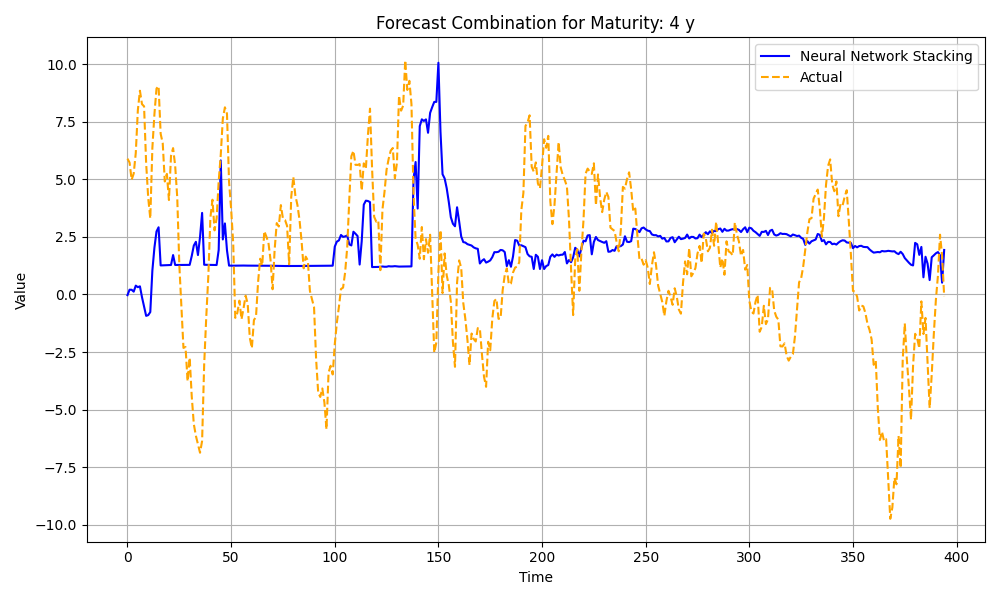 Forecast Combination for Maturity: 4 y
Neural Network Stacking
Actual
Value
10.0
7.5
5.0
2.5
0.0
−2.5
−5.0
−7.5
−10.0
0 50 100 150 200 250 300 350 400
Time